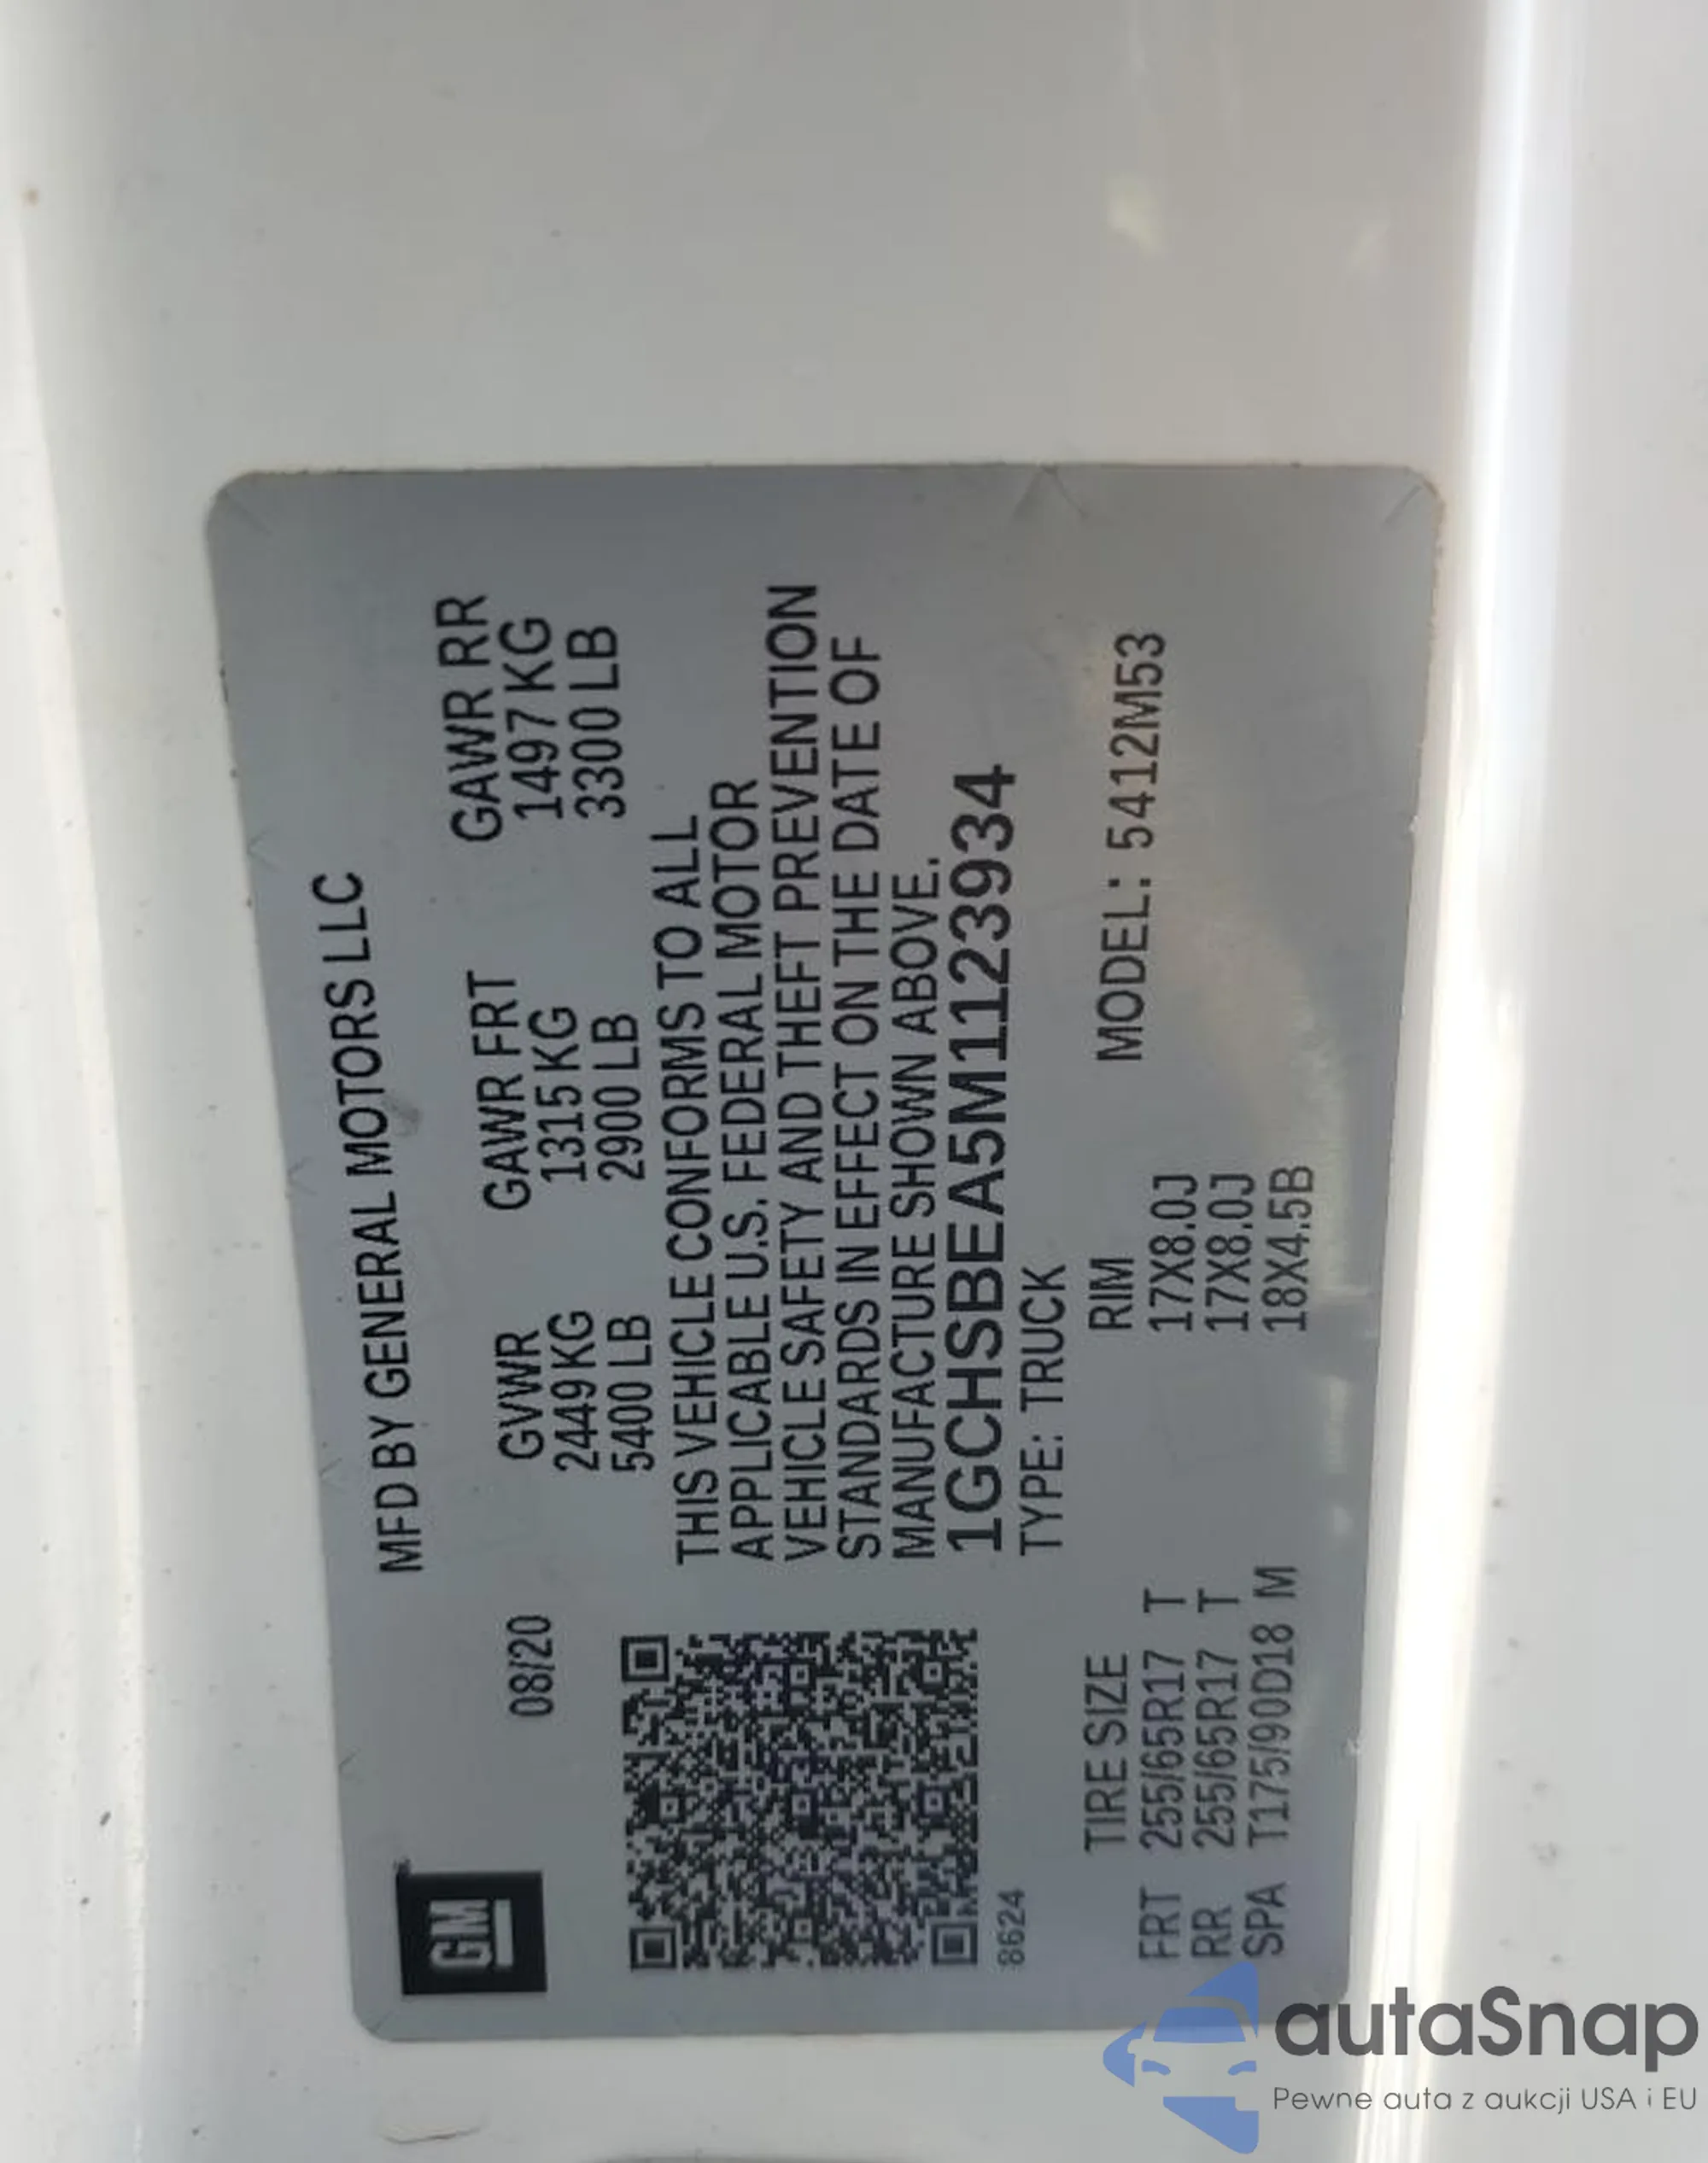 GM
MFD BY GENERAL MOTORS LLC
08/20
GVWR GAWR FRT GAWR RR
2449 KG 1315 KG 1497 KG
5400 LB 2900 LB 3300 LB
THIS VEHICLE CONFORMS TO ALL
APPLICABLE U.S. FEDERAL MOTOR
VEHICLE SAFETY AND THEFT PREVENTION
STANDARDS IN EFFECT ON THE DATE OF
MANUFACTURE SHOWN ABOVE.
1GCHSBEA5M1123934
8624
TYPE: TRUCK
TIRE SIZE RIM MODEL: 5412M53
FRT 255/65R17 T 17X8.0J
RR 255/65R17 T 17X8.0J
SPA T175/90D18 M 18X4.5B
autaSnap
Pewne auta z aukcji USA i EU